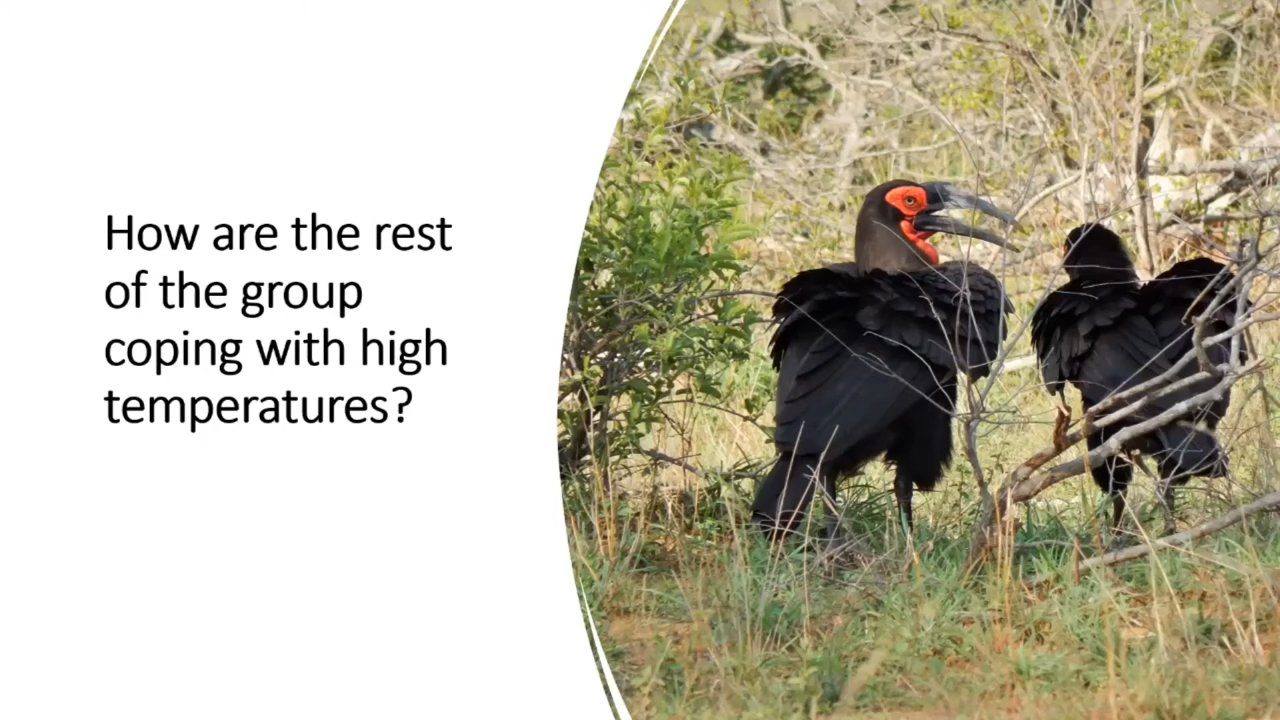 How are the rest
of the group
coping with high
temperatures?